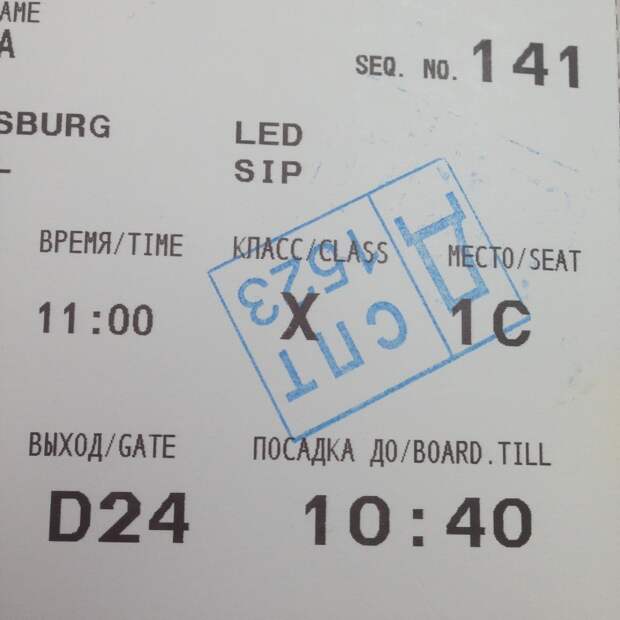 AME
A
SEQ. NO. 141
SBURG LED
- SIP
ВРЕМЯ/TIME КЛАСС/CLASS МЕСТО/SEAT
11:00 X 1C
ВЫХОД/GATE ПОСАДКА ДО/BOARD.TILL
D24 10:40
Д
СПТ
1523